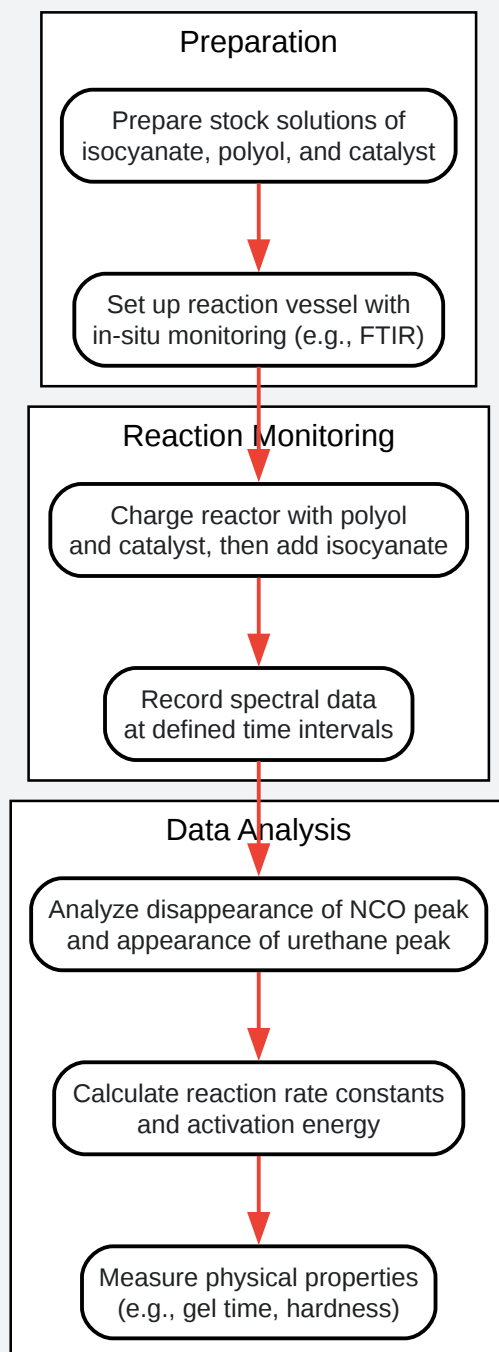 Preparation
Prepare stock solutions of
isocyanate, polyol, and catalyst
Set up reaction vessel with
in-situ monitoring (e.g., FTIR)
Reaction Monitoring
Charge reactor with polyol
and catalyst, then add isocyanate
Record spectral data
at defined time intervals
Data Analysis
Analyze disappearance of NCO peak
and appearance of urethane peak
Calculate reaction rate constants
and activation energy
Measure physical properties
(e.g., gel time, hardness)